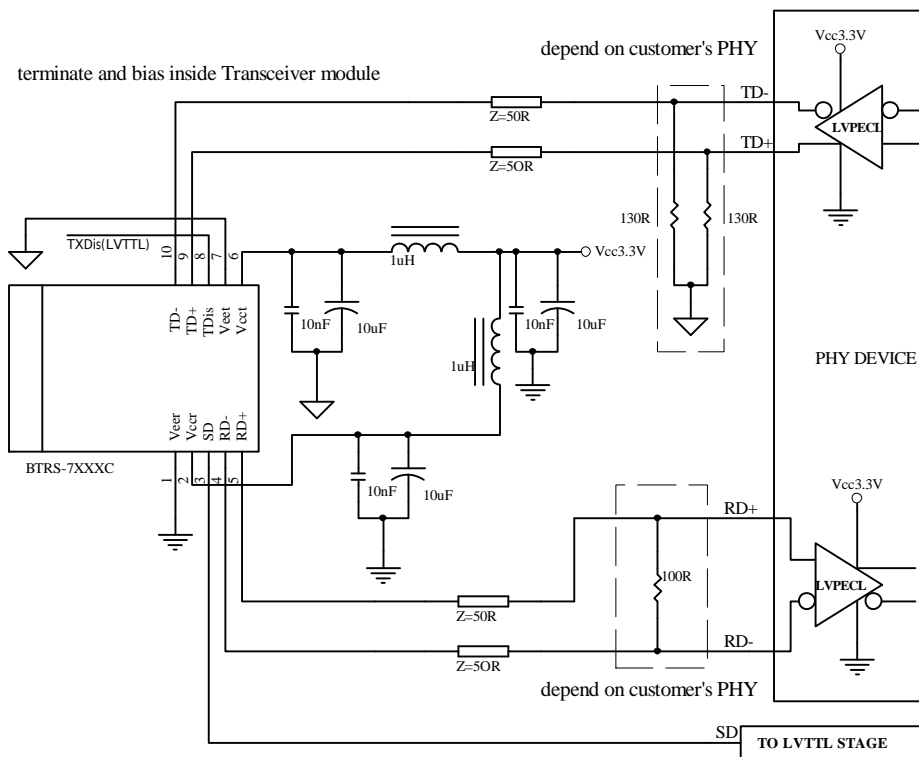 depend on customer's PHY
Vcc3.3V
terminate and bias inside Transceiver module
TD-
Z=50R
LVPECL
TD+
Z=5OR
130R
130R
TXDis(LVTTL)
10
9
8
7
6
1uH
Vcc3.3V
TD-
TD+
TDis
Veet
Vcct
10nF
10uF
10nF
10uF
1uH
PHY DEVICE
Veer
Vccr
SD
RD-
RD+
BTRS-7XXXC
1
2
3
4
5
10nF
10uF
Vcc3.3V
RD+
100R
LVPECL
Z=50R
RD-
Z=5OR
depend on customer's PHY
SD
TO LVTTL STAGE